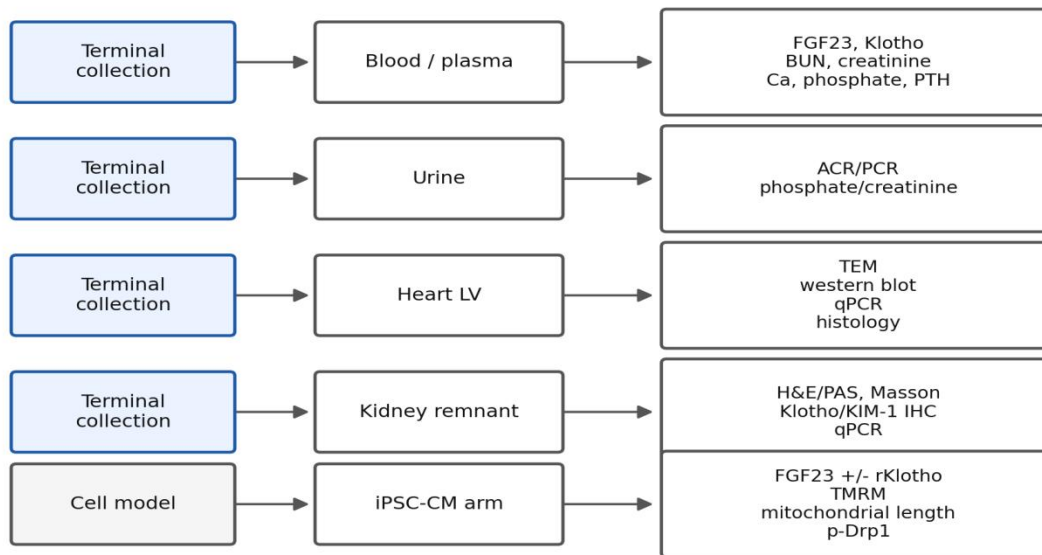 Terminal
collection
Blood / plasma
FGF23, Klotho
BUN, creatinine
Ca, phosphate, PTH
Terminal
collection
Urine
ACR/PCR
phosphate/creatinine
Terminal
collection
Heart LV
TEM
western blot
qPCR
histology
Terminal
collection
Kidney remnant
H&E/PAS, Masson
Klotho/KIM-1 IHC
qPCR
Cell model
iPSC-CM arm
FGF23 +/- rKlotho
TMRM
mitochondrial length
p-Drp1